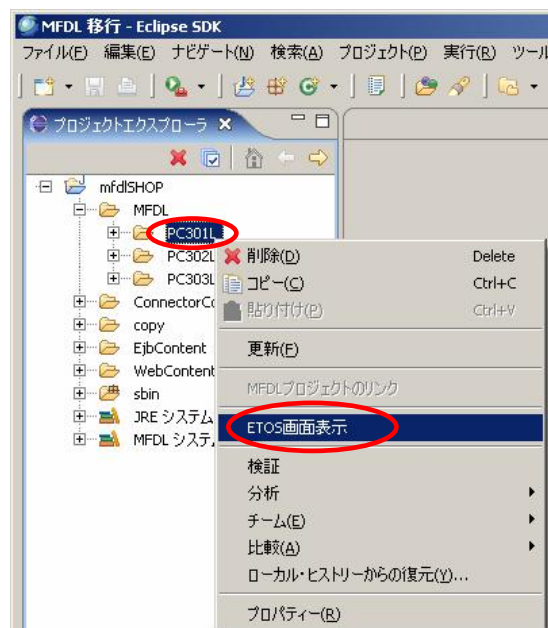 MFDL 移行 - Eclipse SDK
ファイル(F) 編集(E) ナビゲート(N) 検索(A) プロジェクト(P) 実行(R) ツール
プロジェクトエクスプローラ
mfdlSHOP
MFDL
PC301L
PC302L
削除(D) Delete
PC303L
コピー(C) Ctrl+C
ConnectorCo
貼り付け(P) Ctrl+V
copy
EjbContent
更新(F)
WebContent
MFDLプロジェクトのリンク
sbin
JRE システム
ETOS画面表示
MFDL システム
検証
分析
チーム(E)
比較(A)
ローカル・ヒストリーからの復元(Y)...
プロパティー(R)